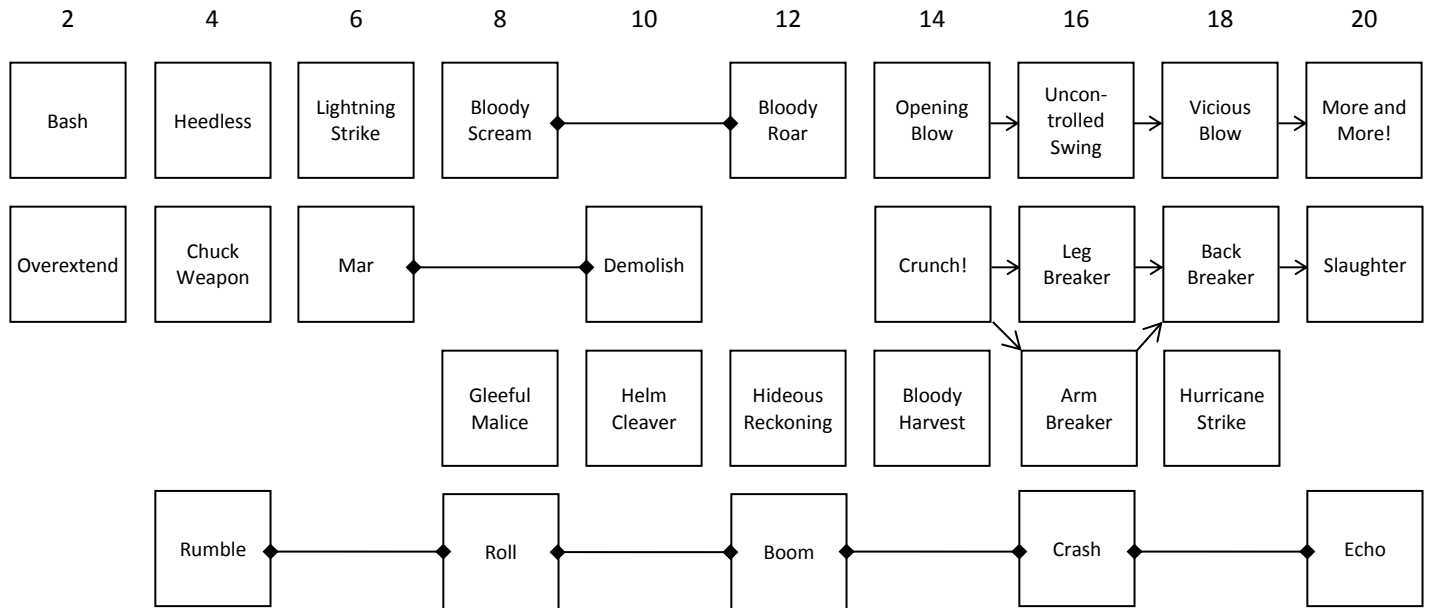 2 4 6 8 10 12 14 16 18 20
Bash
Heedless
Lightning
Strike
Bloody
Scream
Bloody
Roar
Opening
Blow
Uncon-
trolled
Swing
Vicious
Blow
More and
More!
Overextend
Chuck
Weapon
Mar
Demolish
Crunch!
Leg
Breaker
Back
Breaker
Slaughter
Gleeful
Malice
Helm
Cleaver
Hideous
Reckoning
Bloody
Harvest
Arm
Breaker
Hurricane
Strike
Rumble
Roll
Boom
Crash
Echo